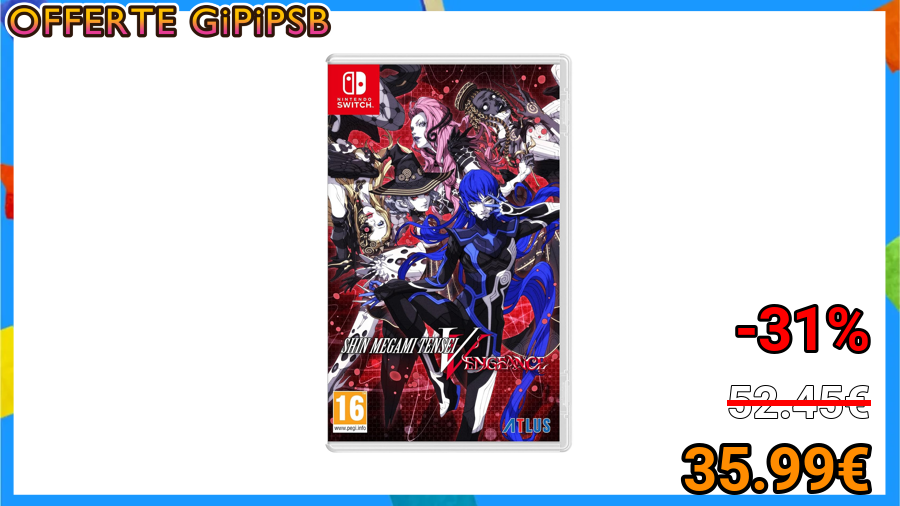 OFFERTE GiPiPSB
NINTENDO
SWITCH
SHIN MEGAMI TENSEI V
VENGEANCE
16
www.pegi.info
ATLUS
-31%
52.45€
35.99€